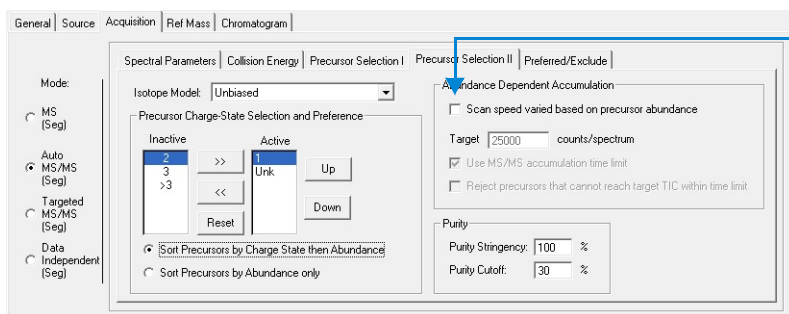 General Source Acquisition Ref Mass Chromatogram
Spectral Parameters Collision Energy Precursor Selection I Precursor Selection II Preferred/Exclude
Mode:
MS
(Seg)
Auto
MS/MS
(Seg)
Targeted
MS/MS
(Seg)
Data
Independent
(Seg)
Isotope Model: Unbiased
Precursor Charge-State Selection and Preference
Inactive Active
2 >> 1 Up
3 Unk
>3 << Down
Reset
Sort Precursors by Charge State then Abundance
Sort Precursors by Abundance only
Abundance Dependent Accumulation
Scan speed varied based on precursor abundance
Target 25000 counts/spectrum
Use MS/MS accumulation time limit
Reject precursors that cannot reach target TIC within time limit
Purity
Purity Stringency: 100 %
Purity Cutoff: 30 %